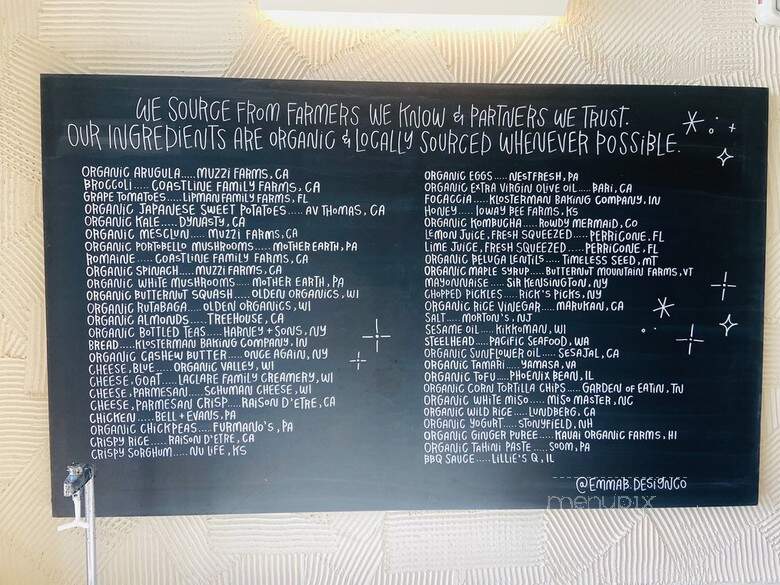 WE SOURCE FROM FARMERS WE KNOW & PARTNERS WE TRUST.
OUR INGREDIENTS ARE ORGANIC & LOCALLY SOURCED WHENEVER POSSIBLE.
ORGANIC ARUGULA.....MUZZI FARMS, CA
BROCCOLI.....COASTLINE FAMILY FARMS, CA
GRAPE TOMATOES.....LIPMAN FAMILY FARMS, FL
ORGANIC JAPANESE SWEET POTATOES.....AV THOMAS, CA
ORGANIC KALE.....DYNASTY, CA
ORGANIC MESCLUN.....MUZZI FARMS, CA
ORGANIC PORTOBELLO MUSHROOMS.....MOTHER EARTH, PA
ROMAINE.....COASTLINE FAMILY FARMS, CA
ORGANIC SPINACH.....MUZZI FARMS, CA
ORGANIC WHITE MUSHROOMS.....MOTHER EARTH, PA
ORGANIC BUTTERNUT SQUASH.....OLDEN ORGANICS, WI
ORGANIC RUTABAGA.....OLDEN ORGANICS, WI
ORGANIC ALMONDS.....TREEHOUSE, CA
ORGANIC BOTTLED TEAS.....HARNEY + SONS, NY
BREAD.....KLOSTERMAN BAKING COMPANY, IN
ORGANIC CASHEW BUTTER.....ONCE AGAIN, NY
CHEESE, BLUE.....ORGANIC VALLEY, WI
CHEESE, GOAT.....LACLARE FAMILY CREAMERY, WI
CHEESE, PARMESAN.....SCHUMAN CHEESE, WI
CHEESE, PARMESAN CRISP.....RAISON D'ETRE, CA
CHICKEN.....BELL + EVANS, PA
ORGANIC CHICKPEAS.....FURMANO'S, PA
CRISPY RICE.....RAISON D'ETRE, CA
CRISPY SORGHUM.....NU LIFE, KS
ORGANIC EGGS.....NESTFRESH, PA
ORGANIC EXTRA VIRGIN OLIVE OIL.....BARI, CA
FOCACCIA.....KLOSTERMAN BAKING COMPANY, IN
HONEY.....IOWAY BEE FARMS, KS
ORGANIC KOMBUCHA.....ROWDY MERMAID, CO
LEMON JUICE, FRESH SQUEEZED.....PERRICONE, FL
LIME JUICE, FRESH SQUEEZED.....PERRICONE, FL
ORGANIC BELUGA LENTILS.....TIMELESS SEED, MT
ORGANIC MAPLE SYRUP.....BUTTERNUT MOUNTAIN FARMS, VT
MAYONNAISE.....SIR KENSINGTON, NY
CHOPPED PICKLES.....RICK'S PICKS, NY
ORGANIC RICE VINEGAR.....MARUKAN, CA
SALT.....MORTON'S, NJ
SESAME OIL.....KIKKOMAN, WI
STEELHEAD.....PACIFIC SEAFOOD, WA
ORGANIC SUNFLOWER OIL.....SESAJAL, CA
ORGANIC TAMARI.....YAMASA, VA
ORGANIC TOFU.....PHOENIX BEAN, IL
ORGANIC CORN TORTILLA CHIPS.....GARDEN OF EATIN, TN
ORGANIC WHITE MISO.....MISO MASTER, NC
ORGANIC WILD RICE.....LUNDBERG, CA
ORGANIC YOGURT.....STONYFIELD, NH
ORGANIC GINGER PUREE.....KAUAI ORGANIC FARMS, HI
ORGANIC TAHINI PASTE.....SOOM, PA
BBQ SAUCE.....LILLIE'S Q, IL
@EMMAB.DESIGNCO
menupix